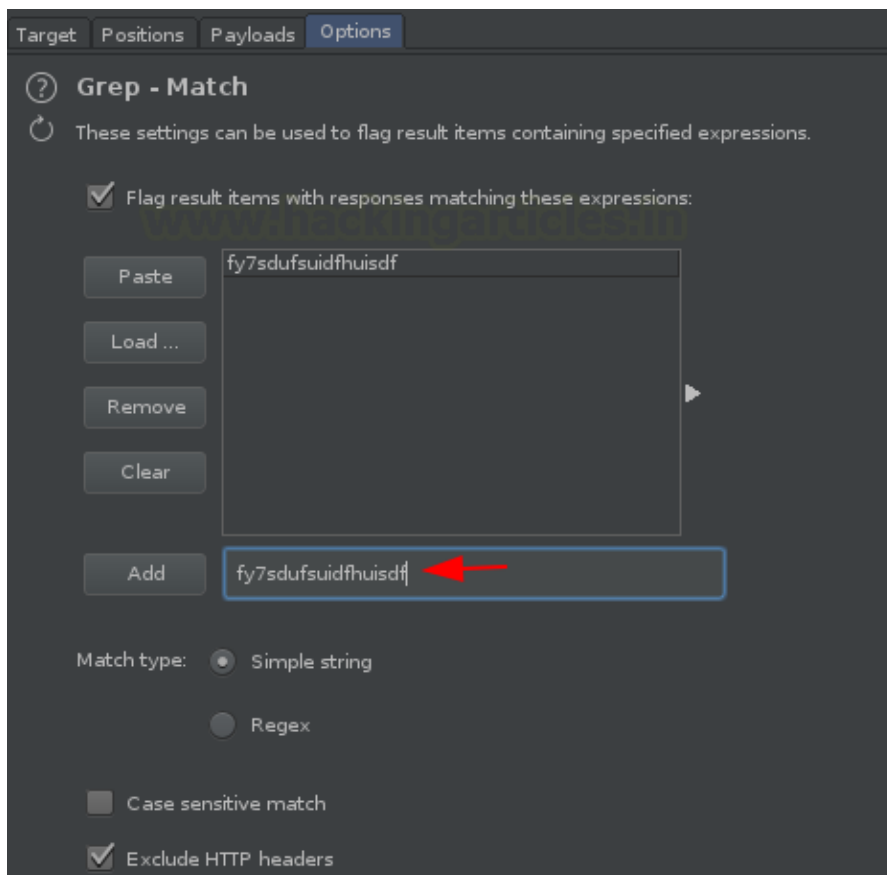 Target Positions Payloads Options
? Grep - Match
These settings can be used to flag result items containing specified expressions.
Flag result items with responses matching these expressions:
www.hackingarticles.in
Paste
fy7sdufsuidfhuisdf
Load ...
Remove
Clear
Add fy7sdufsuidfhuisdf
Match type: Simple string
Regex
Case sensitive match
Exclude HTTP headers